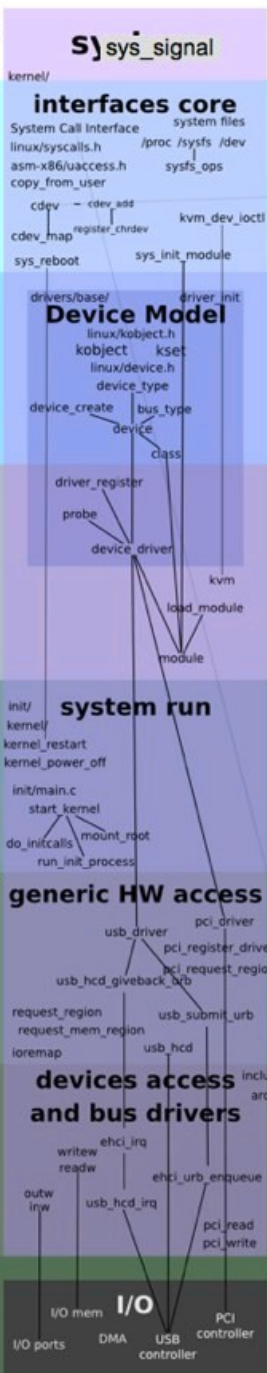 sys_signal
kernel/
interfaces core
System Call Interface
system files
linux/syscalls.h
/proc /sysfs /dev
asm-x86/uaccess.h
sysfs_ops
copy_from_user
cdev
cdev_add
kvm_dev_ioctl
cdev_map
register_chrdev
sys_reboot
sys_init_module
drivers/base/
driver_init
Device Model
linux/kobject.h
kobject kset
linux/device.h
device_type
device_create
bus_type
device
class
driver_register
probe
device_driver
kvm
load_module
module
init/
system run
kernel/
kernel_restart
kernel_power_off
init/main.c
start_kernel
do_initcalls
mount_root
run_init_process
generic HW access
pci_driver
usb_driver
pci_register_drive
pci_request_regio
usb_hcd_giveback_urb
request_region
usb_submit_urb
request_mem_region
ioremap
usb_hcd
devices access
and bus drivers
inclu
arc
ehci_irq
writew
readw
ehci_urb_enqueue
outw
inw
usb_hcd_irq
pci_read
pci_write
I/O
I/O mem
PCI
controller
I/O ports
DMA
USB
controller